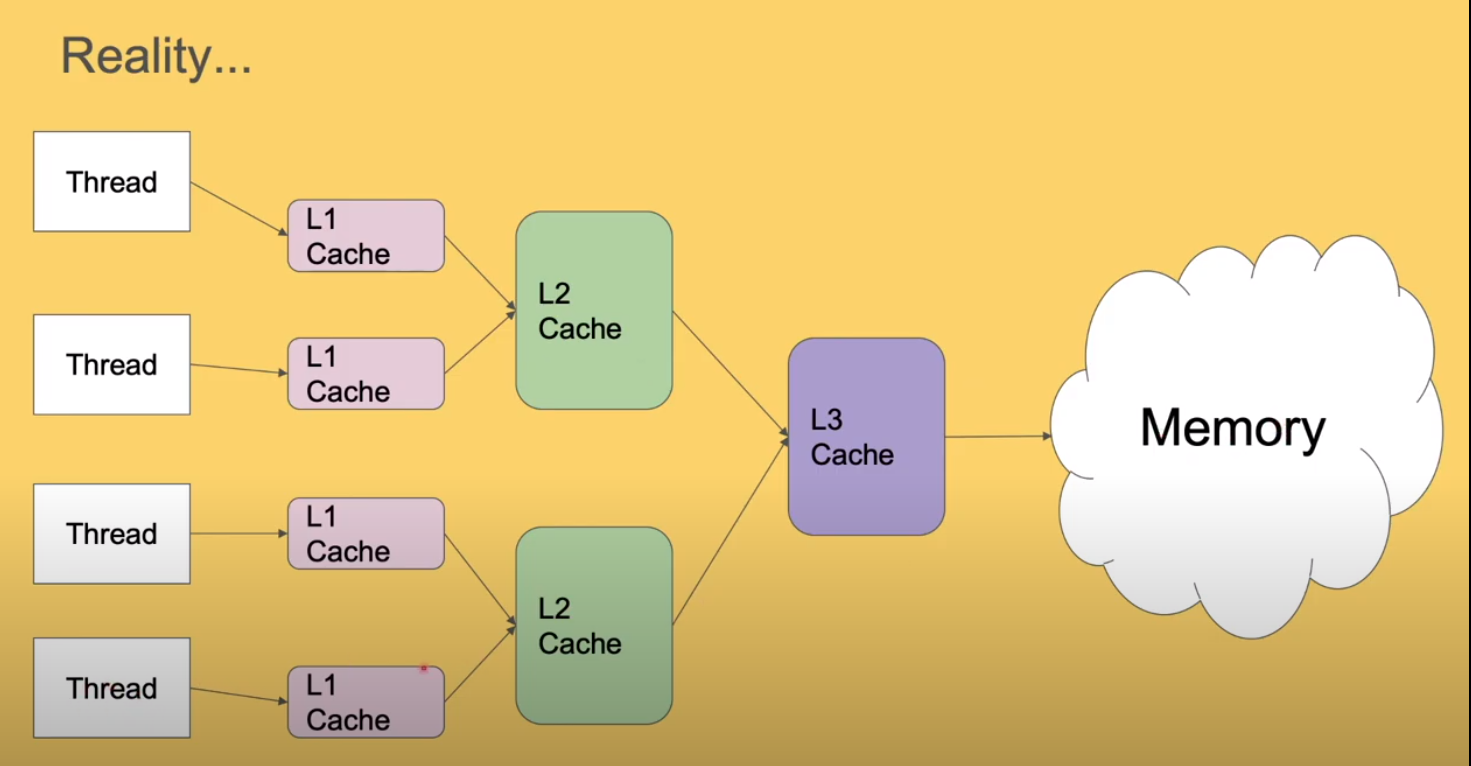 Reality...
Thread
L1
Cache
L2
Cache
Thread
L1
Cache
L3
Cache
Memory
Thread
L1
Cache
L2
Cache
Thread
L1
Cache